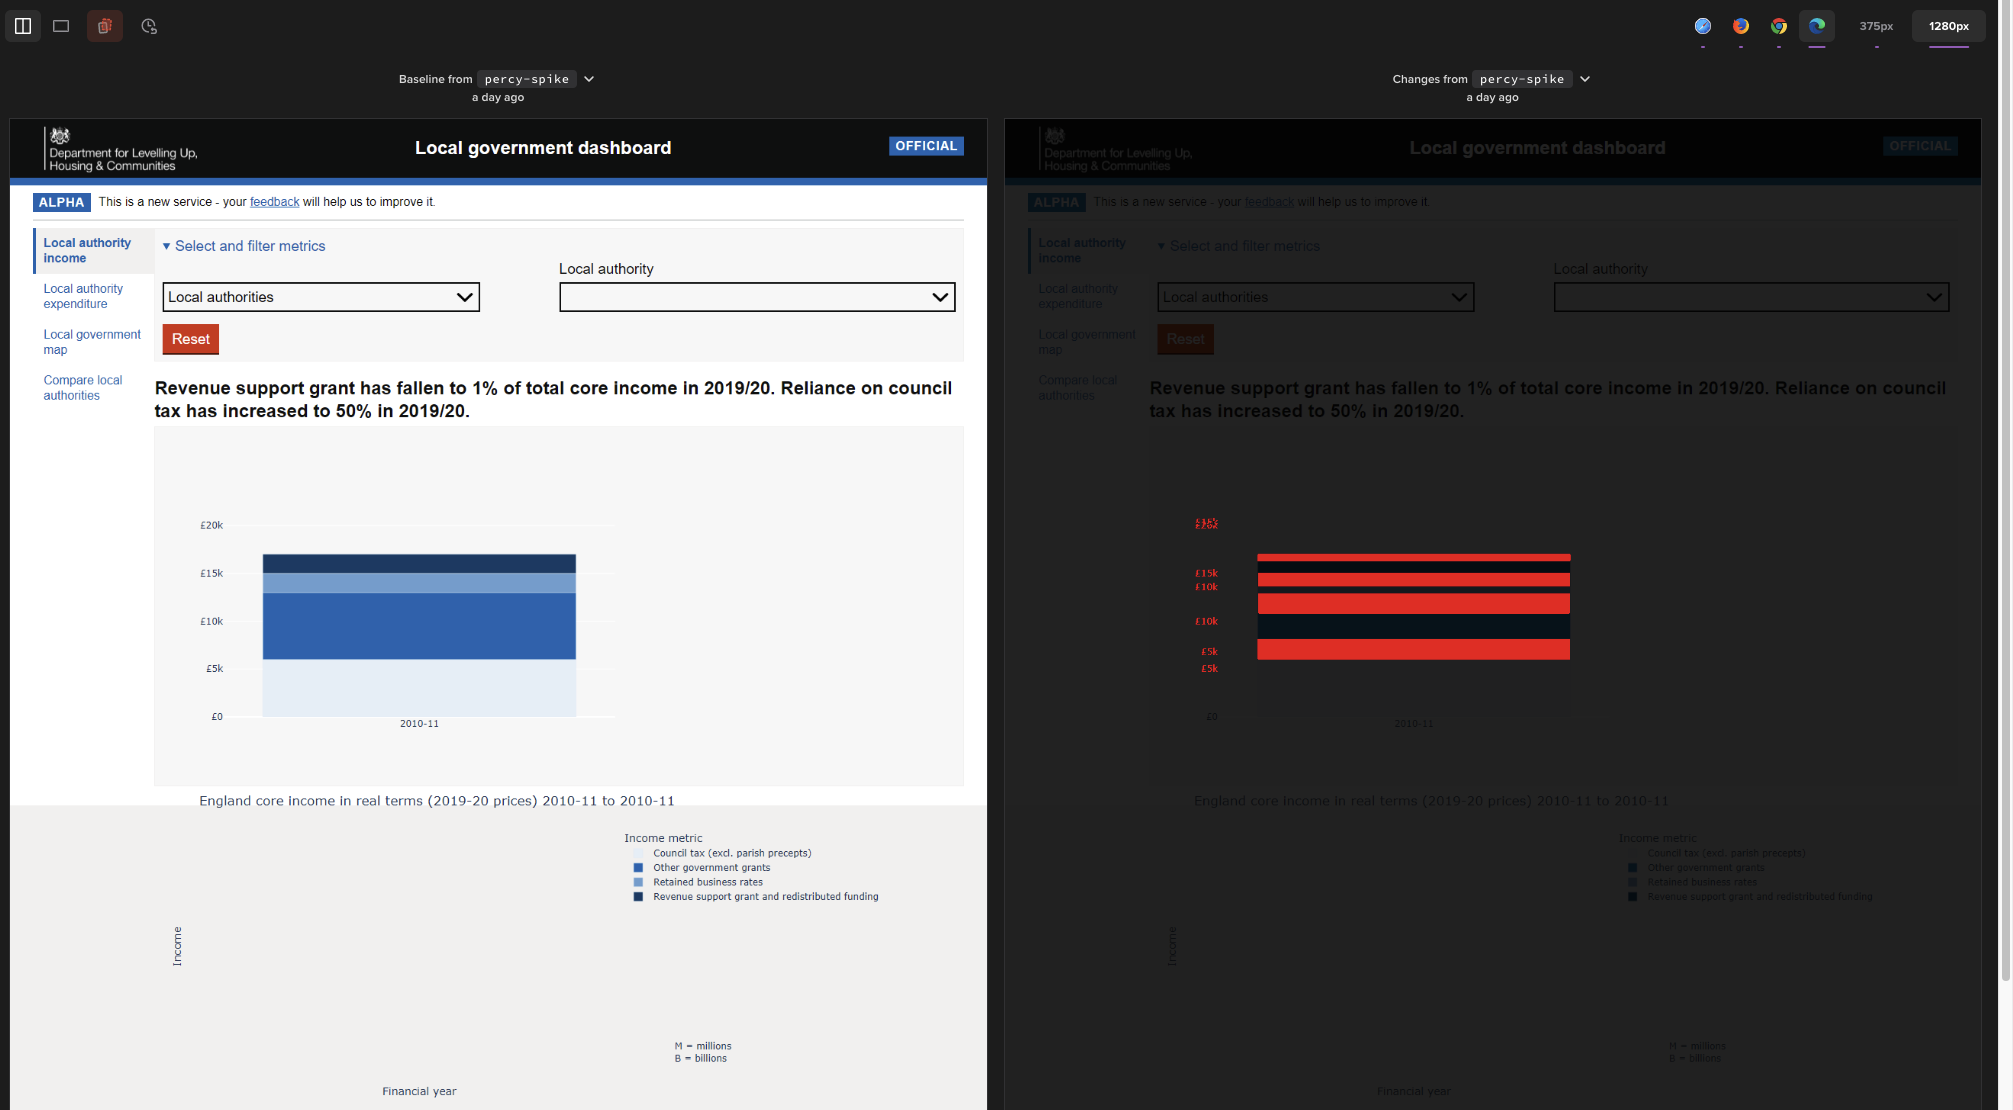 375px
1280px
Baseline from percy-spike
a day ago
Changes from percy-spike
a day ago
Department for Levelling Up,
Housing & Communities
Local government dashboard
OFFICIAL
ALPHA This is a new service - your feedback will help us to improve it.
Local authority
income
Local authority
expenditure
Local government
map
Compare local
authorities
▾ Select and filter metrics
Local authority
Local authorities
Reset
Revenue support grant has fallen to 1% of total core income in 2019/20. Reliance on council
tax has increased to 50% in 2019/20.
£20k
£15k
£10k
£5k
£0
2010-11
England core income in real terms (2019-20 prices) 2010-11 to 2010-11
Income metric
Council tax (excl. parish precepts)
Other government grants
Retained business rates
Revenue support grant and redistributed funding
Income
M = millions
B = billions
Financial year
Department for Levelling Up,
Housing & Communities
Local government dashboard
OFFICIAL
ALPHA This is a new service - your feedback will help us to improve it.
Local authority
income
Local authority
expenditure
Local government
map
Compare local
authorities
▾ Select and filter metrics
Local authority
Local authorities
Reset
Revenue support grant has fallen to 1% of total core income in 2019/20. Reliance on council
tax has increased to 50% in 2019/20.
£15k
£10k
£10k
£5k
£5k
£0
2010-11
England core income in real terms (2019-20 prices) 2010-11 to 2010-11
Income metric
Council tax (excl. parish precepts)
Other government grants
Retained business rates
Revenue support grant and redistributed funding
Income
M = millions
B = billions
Financial year